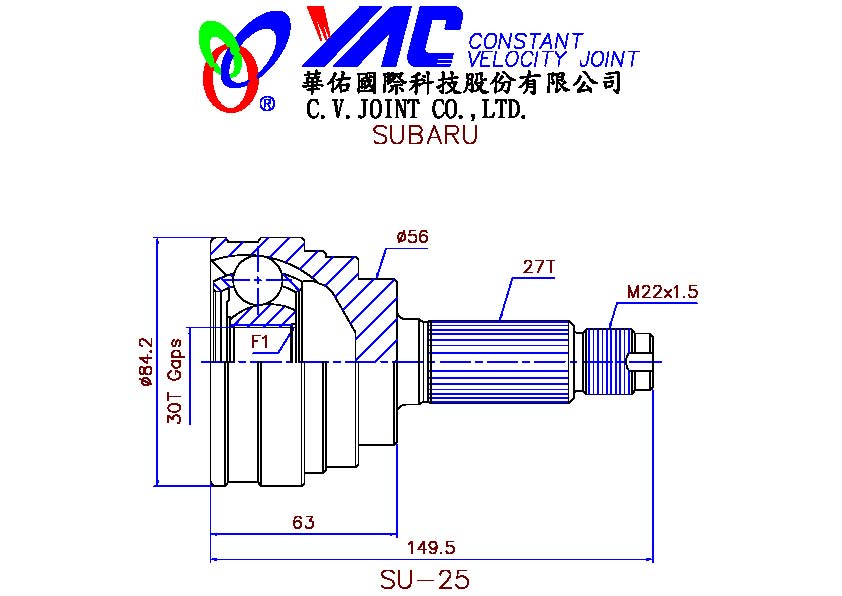 YAC CONSTANT
VELOCITY JOINT
®
華佑國際科技股份有限公司
C.V.JOINT CO.,LTD.
SUBARU
ø56
27T
M22x1.5
F1
ø84.2
30T Gaps
63
149.5
SU-25